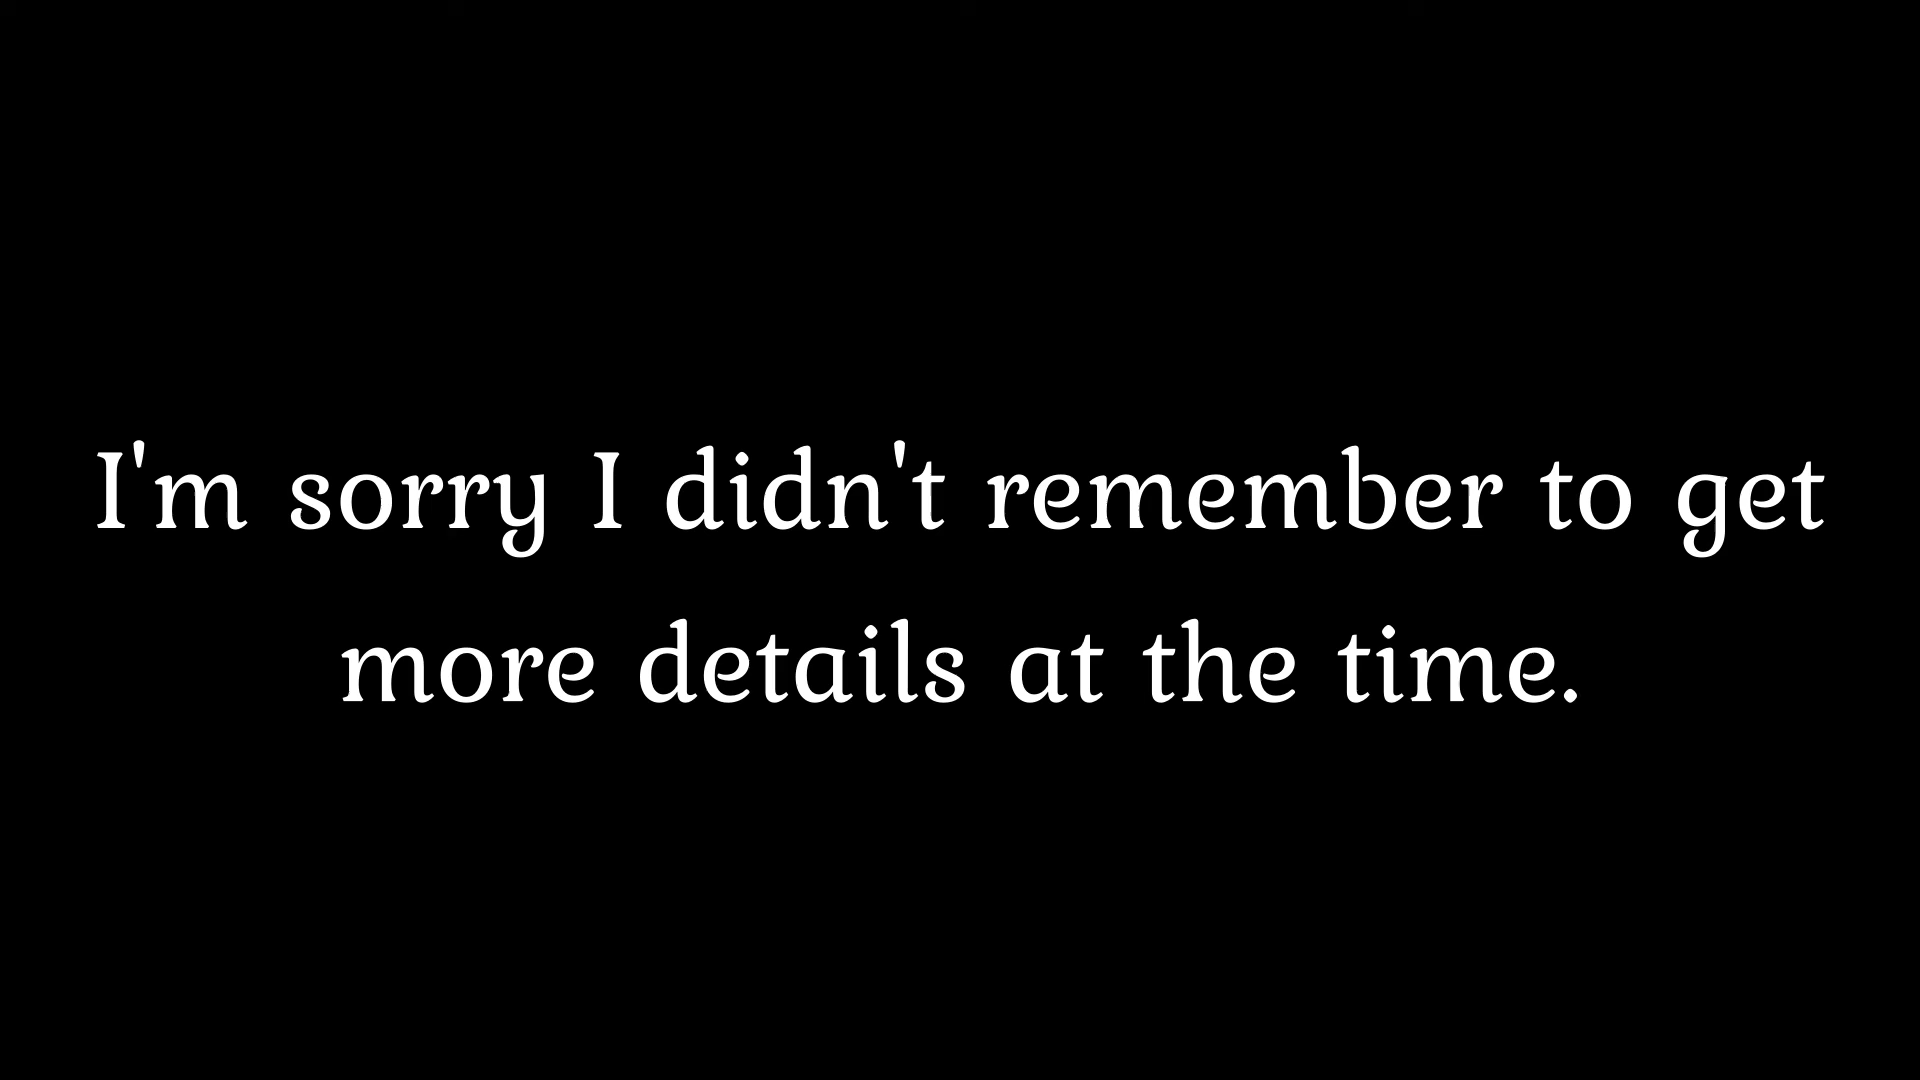 I'm sorry I didn't remember to get
more details at the time.